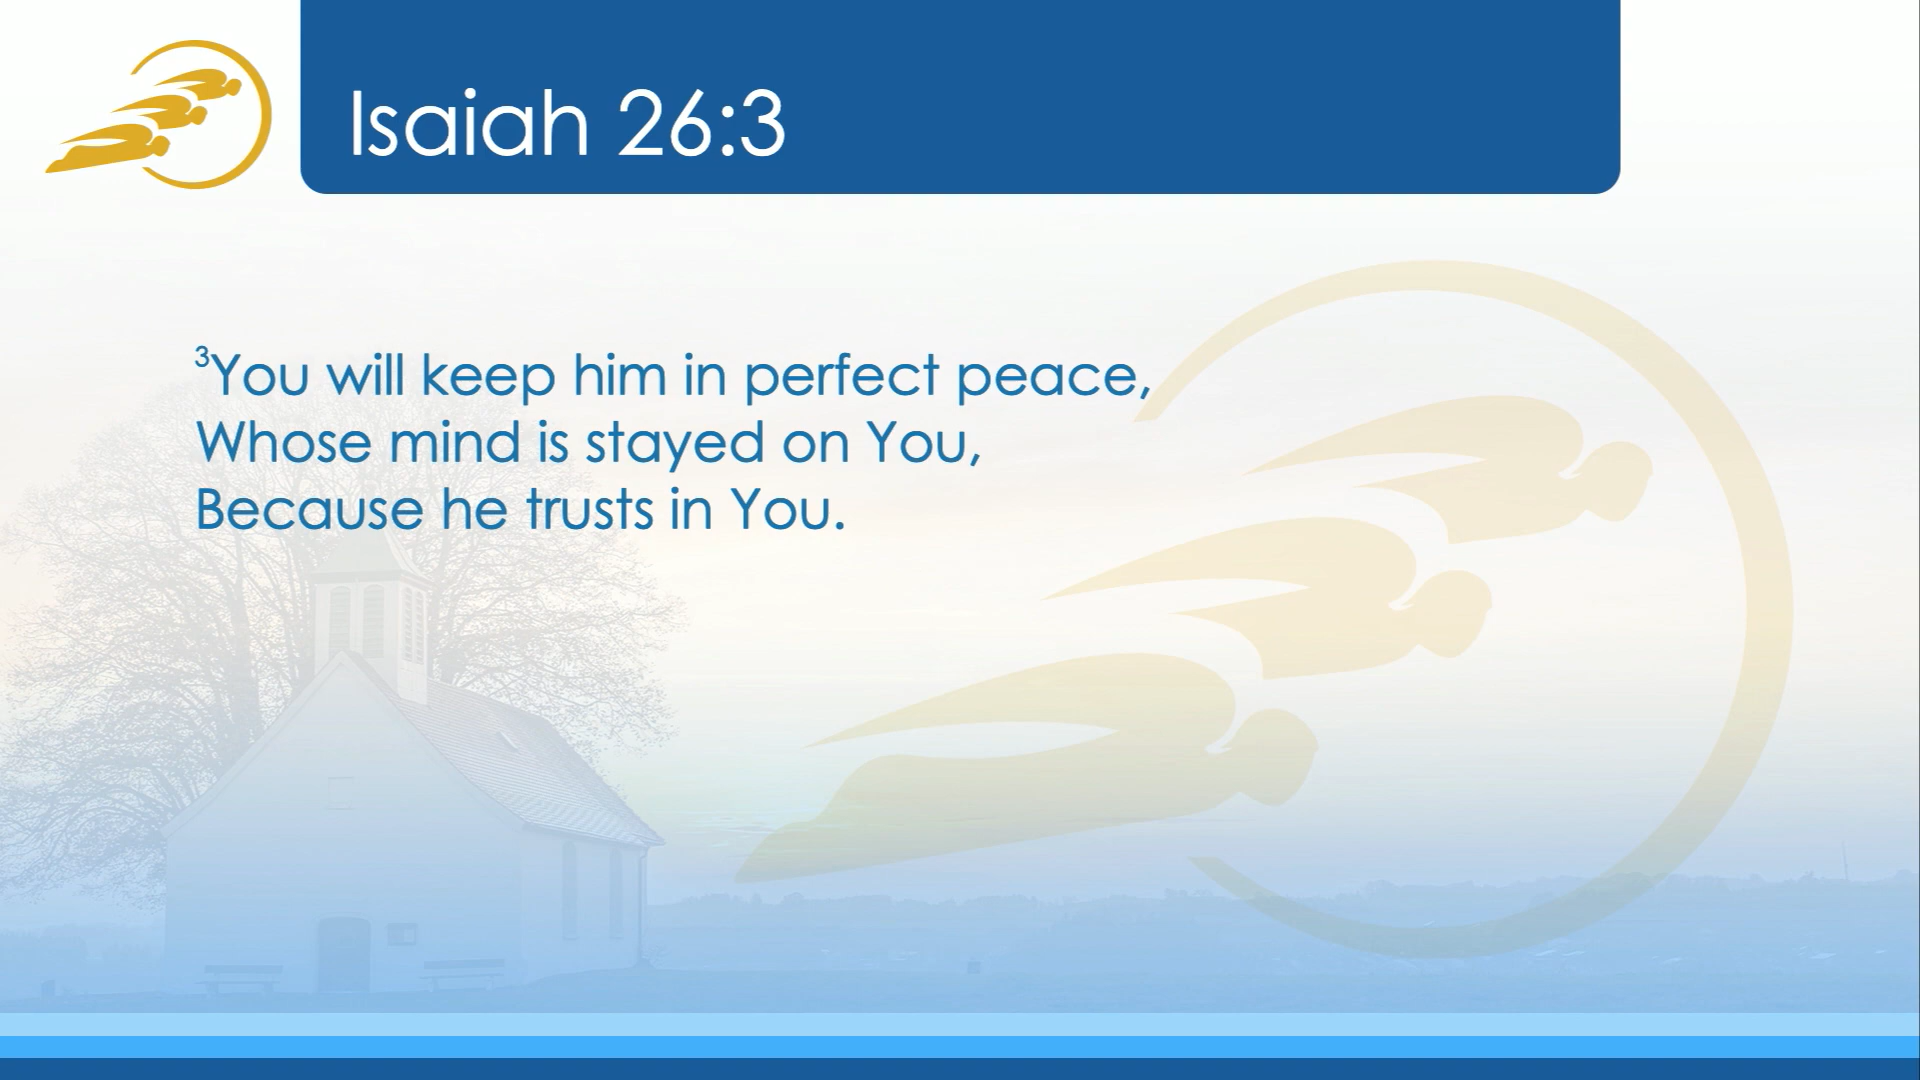 Isaiah 26:3
³You will keep him in perfect peace,
Whose mind is stayed on You,
Because he trusts in You.